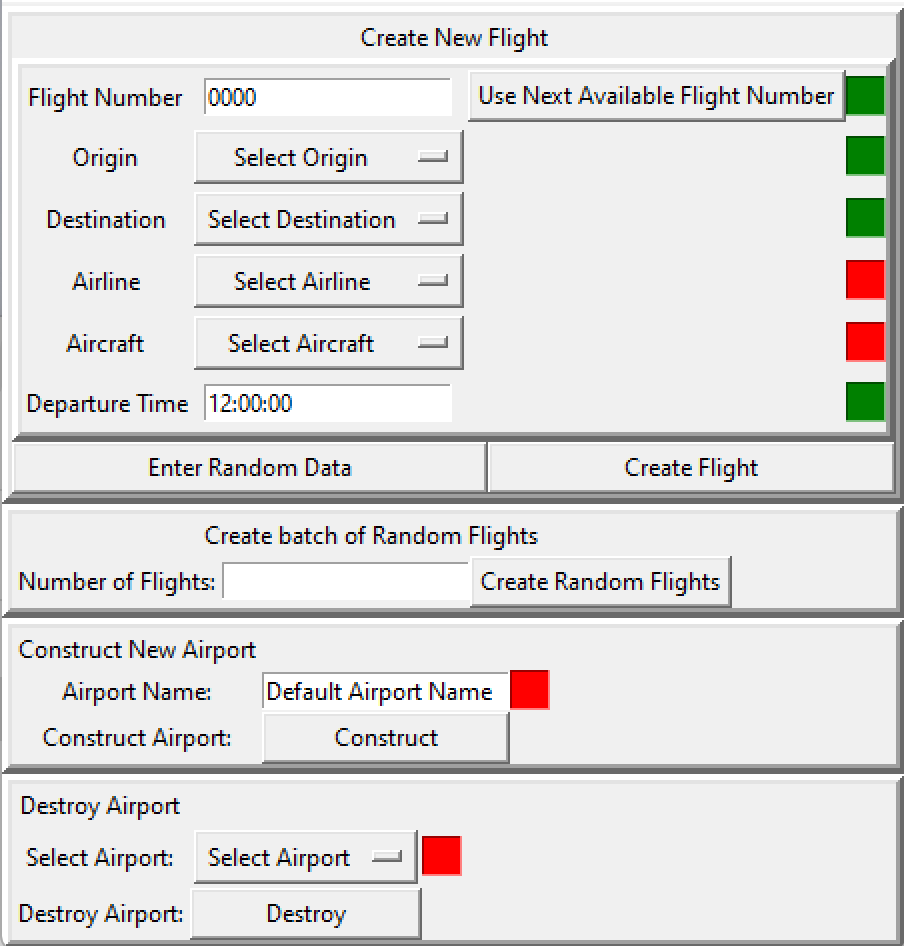 Create New Flight
Flight Number 0000 Use Next Available Flight Number
Origin Select Origin
Destination Select Destination
Airline Select Airline
Aircraft Select Aircraft
Departure Time 12:00:00
Enter Random Data Create Flight
Create batch of Random Flights
Number of Flights: Create Random Flights
Construct New Airport
Airport Name: Default Airport Name
Construct Airport: Construct
Destroy Airport
Select Airport: Select Airport
Destroy Airport: Destroy